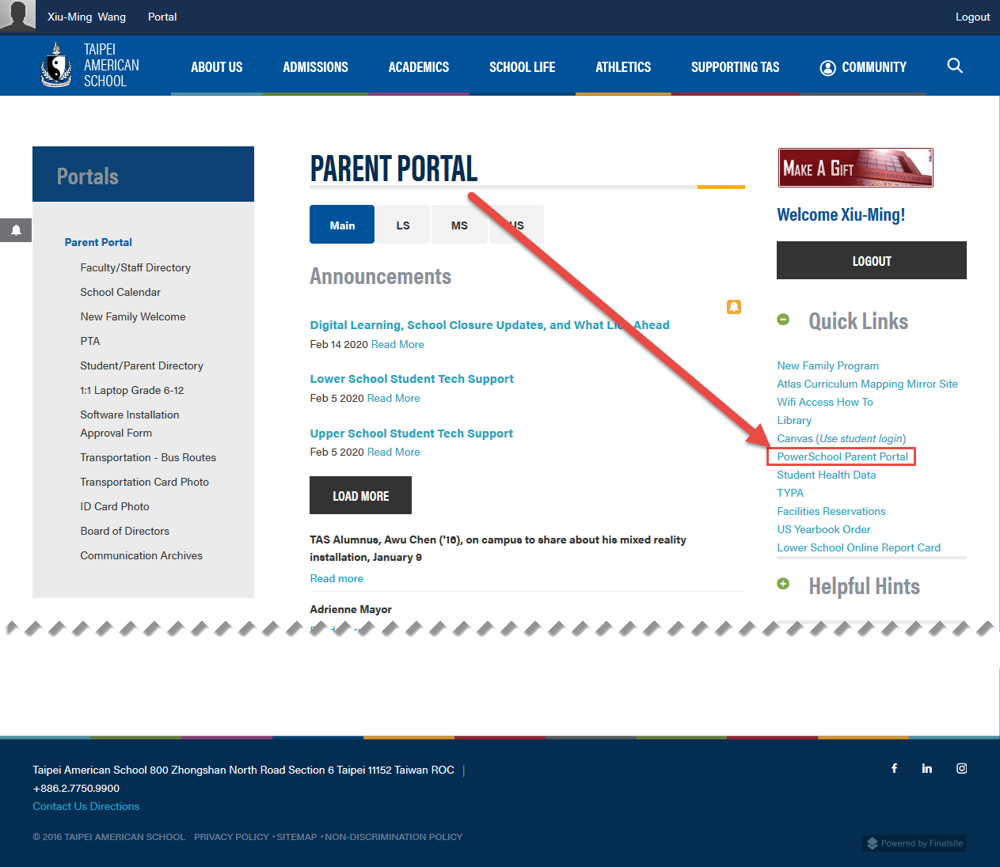 Xiu-Ming Wang Portal Logout
TAIPEI
AMERICAN
SCHOOL
ABOUT US ADMISSIONS ACADEMICS SCHOOL LIFE ATHLETICS SUPPORTING TAS COMMUNITY
Portals
Parent Portal
Faculty/Staff Directory
School Calendar
New Family Welcome
PTA
Student/Parent Directory
1:1 Laptop Grade 6-12
Software Installation
Approval Form
Transportation - Bus Routes
Transportation Card Photo
ID Card Photo
Board of Directors
Communication Archives
PARENT PORTAL
Main LS MS US
Announcements
Digital Learning, School Closure Updates, and What Ahead
Feb 14 2020 Read More
Lower School Student Tech Support
Feb 5 2020 Read More
Upper School Student Tech Support
Feb 5 2020 Read More
LOAD MORE
TAS Alumnus, Awu Chen ('16), on campus to share about his mixed reality
installation, January 9
Read more
Adrienne Mayor
MAKE A GIFT
Welcome Xiu-Ming!
LOGOUT
Quick Links
New Family Program
Atlas Curriculum Mapping Mirror Site
Wifi Access How To
Library
Canvas (Use student login)
PowerSchool Parent Portal
Student Health Data
TYPA
Facilities Reservations
US Yearbook Order
Lower School Online Report Card
Helpful Hints
Taipei American School 800 Zhongshan North Road Section 6 Taipei 11152 Taiwan ROC |
+886.2.7750.9900
Contact Us Directions
© 2016 TAIPEI AMERICAN SCHOOL PRIVACY POLICY • SITEMAP • NON-DISCRIMINATION POLICY
Powered by Finalsite